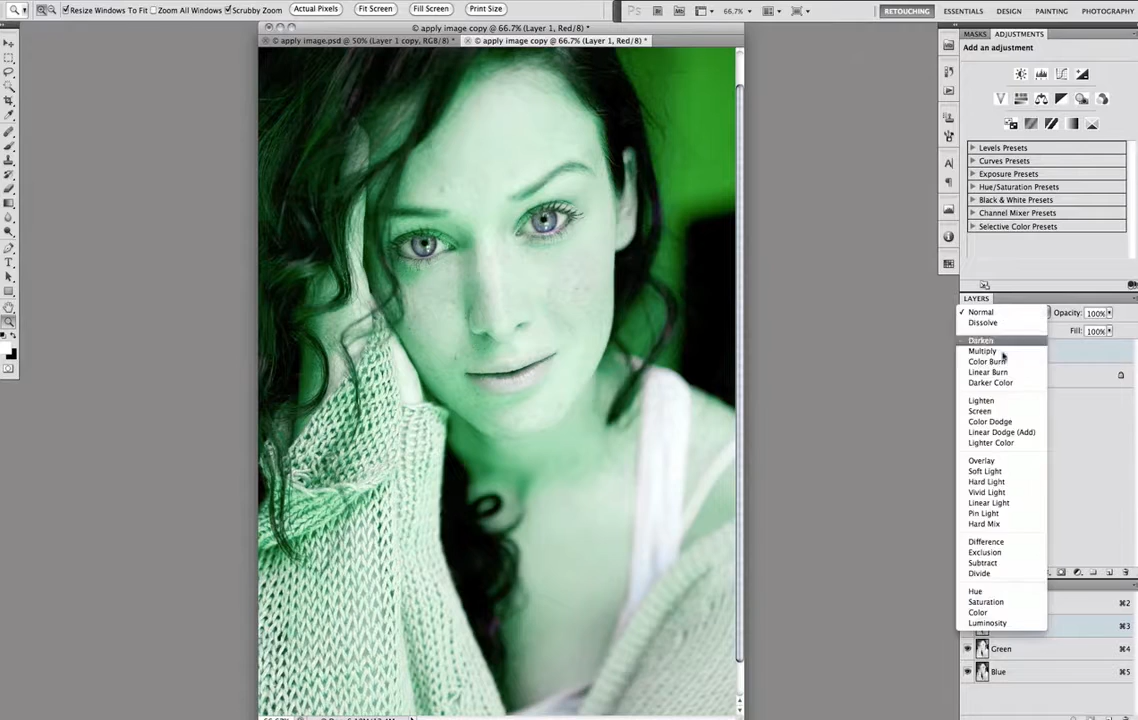 Resize Windows To Fit Zoom All Windows Scrubby Zoom Actual Pixels Fit Screen Fill Screen Print Size
Ps Br Mb 66.7%
RETOUCHING ESSENTIALS DESIGN PAINTING PHOTOGRAPHY
© apply image copy @ 66.7% (Layer 1, Red/8) *
© apply image.psd @ 50% (Layer 1 copy, RGB/8) *
© apply image copy @ 66.7% (Layer 1, Red/8) *
MASKS ADJUSTMENTS
Add an adjustment
Levels Presets
Curves Presets
Exposure Presets
Hue/Saturation Presets
Black & White Presets
Channel Mixer Presets
Selective Color Presets
LAYERS
Normal
Opacity: 100%
Dissolve
Fill: 100%
Darken
Multiply
Color Burn
Linear Burn
Darker Color
Lighten
Screen
Color Dodge
Linear Dodge (Add)
Lighter Color
Overlay
Soft Light
Hard Light
Vivid Light
Linear Light
Pin Light
Hard Mix
Difference
Exclusion
Subtract
Divide
Hue
Saturation
Color
Luminosity
⌘2
⌘3
Green ⌘4
Blue ⌘5